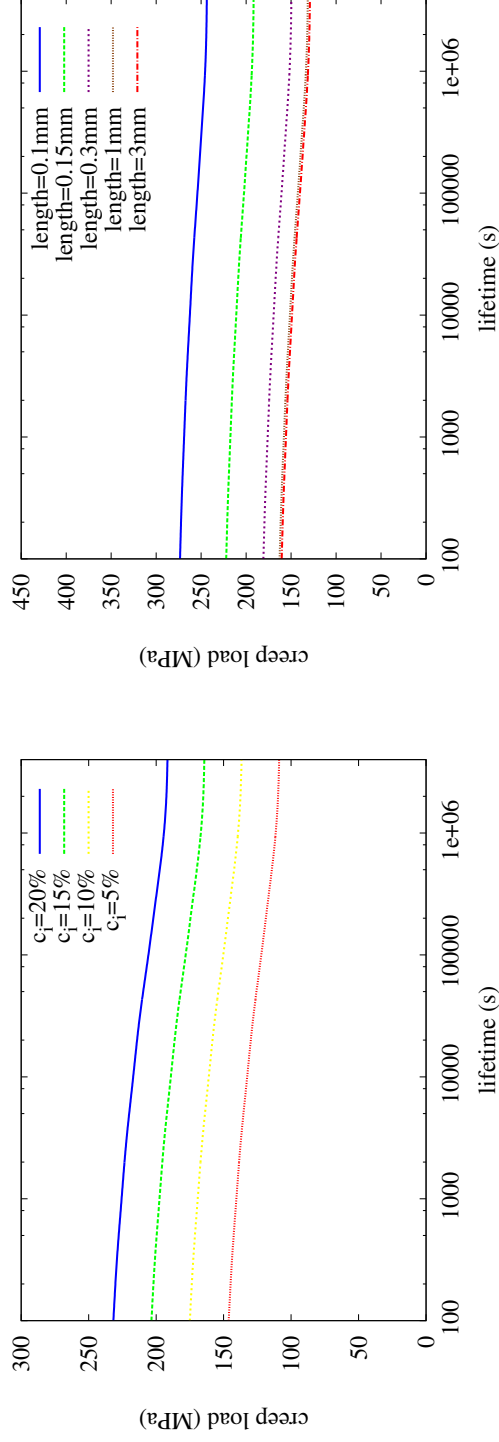 creep load (MPa)
300
250
200
150
100
50
0
100
1000
10000
100000
1e+06
lifetime (s)
c_i=20%
c_i=15%
c_i=10%
c_i=5%
creep load (MPa)
450
400
350
300
250
200
150
100
50
0
100
1000
10000
100000
1e+06
lifetime (s)
length=0.1mm
length=0.15mm
length=0.3mm
length=1mm
length=3mm